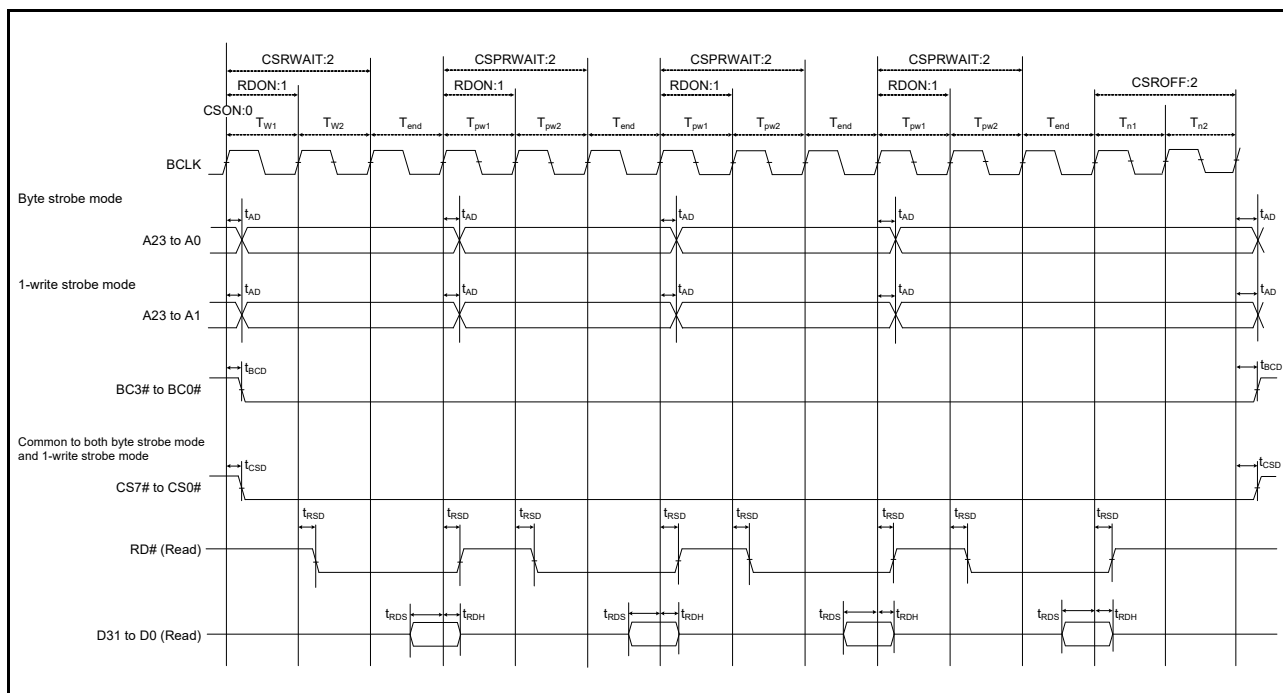 CSRWAIT:2 CSPRWAIT:2 CSPRWAIT:2 CSPRWAIT:2
RDON:1 RDON:1 RDON:1 RDON:1 CSROFF:2
CSON:0
TW1 TW2 Tend Tpw1 Tpw2 Tend Tpw1 Tpw2 Tend Tpw1 Tpw2 Tend Tn1 Tn2
BCLK
Byte strobe mode
tAD tAD tAD tAD tAD
A23 to A0
1-write strobe mode
tAD tAD tAD tAD tAD
A23 to A1
tBCD tBCD
BC3# to BC0#
Common to both byte strobe mode
and 1-write strobe mode
tCSD tCSD
CS7# to CS0#
tRSD tRSD tRSD tRSD tRSD tRSD tRSD tRSD
RD# (Read)
tRDS tRDH tRDS tRDH tRDS tRDH tRDS tRDH
D31 to D0 (Read)